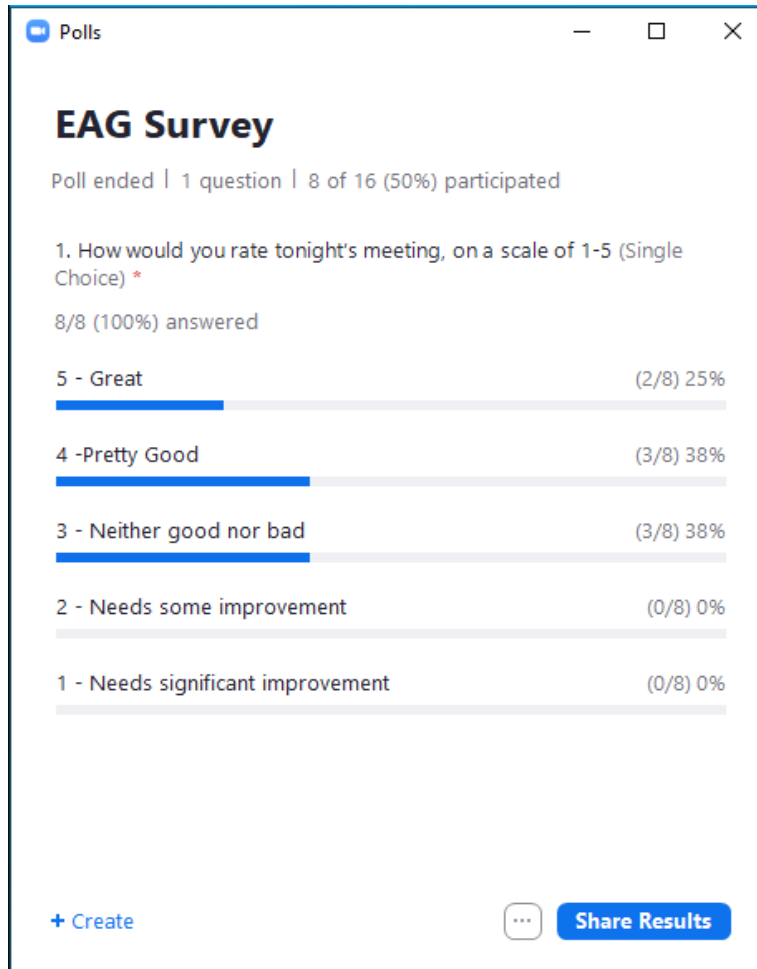 Polls
EAG Survey
Poll ended | 1 question | 8 of 16 (50%) participated
1. How would you rate tonight's meeting, on a scale of 1-5 (Single
Choice) *
8/8 (100%) answered
5 - Great (2/8) 25%
4 -Pretty Good (3/8) 38%
3 - Neither good nor bad (3/8) 38%
2 - Needs some improvement (0/8) 0%
1 - Needs significant improvement (0/8) 0%
+ Create ... Share Results